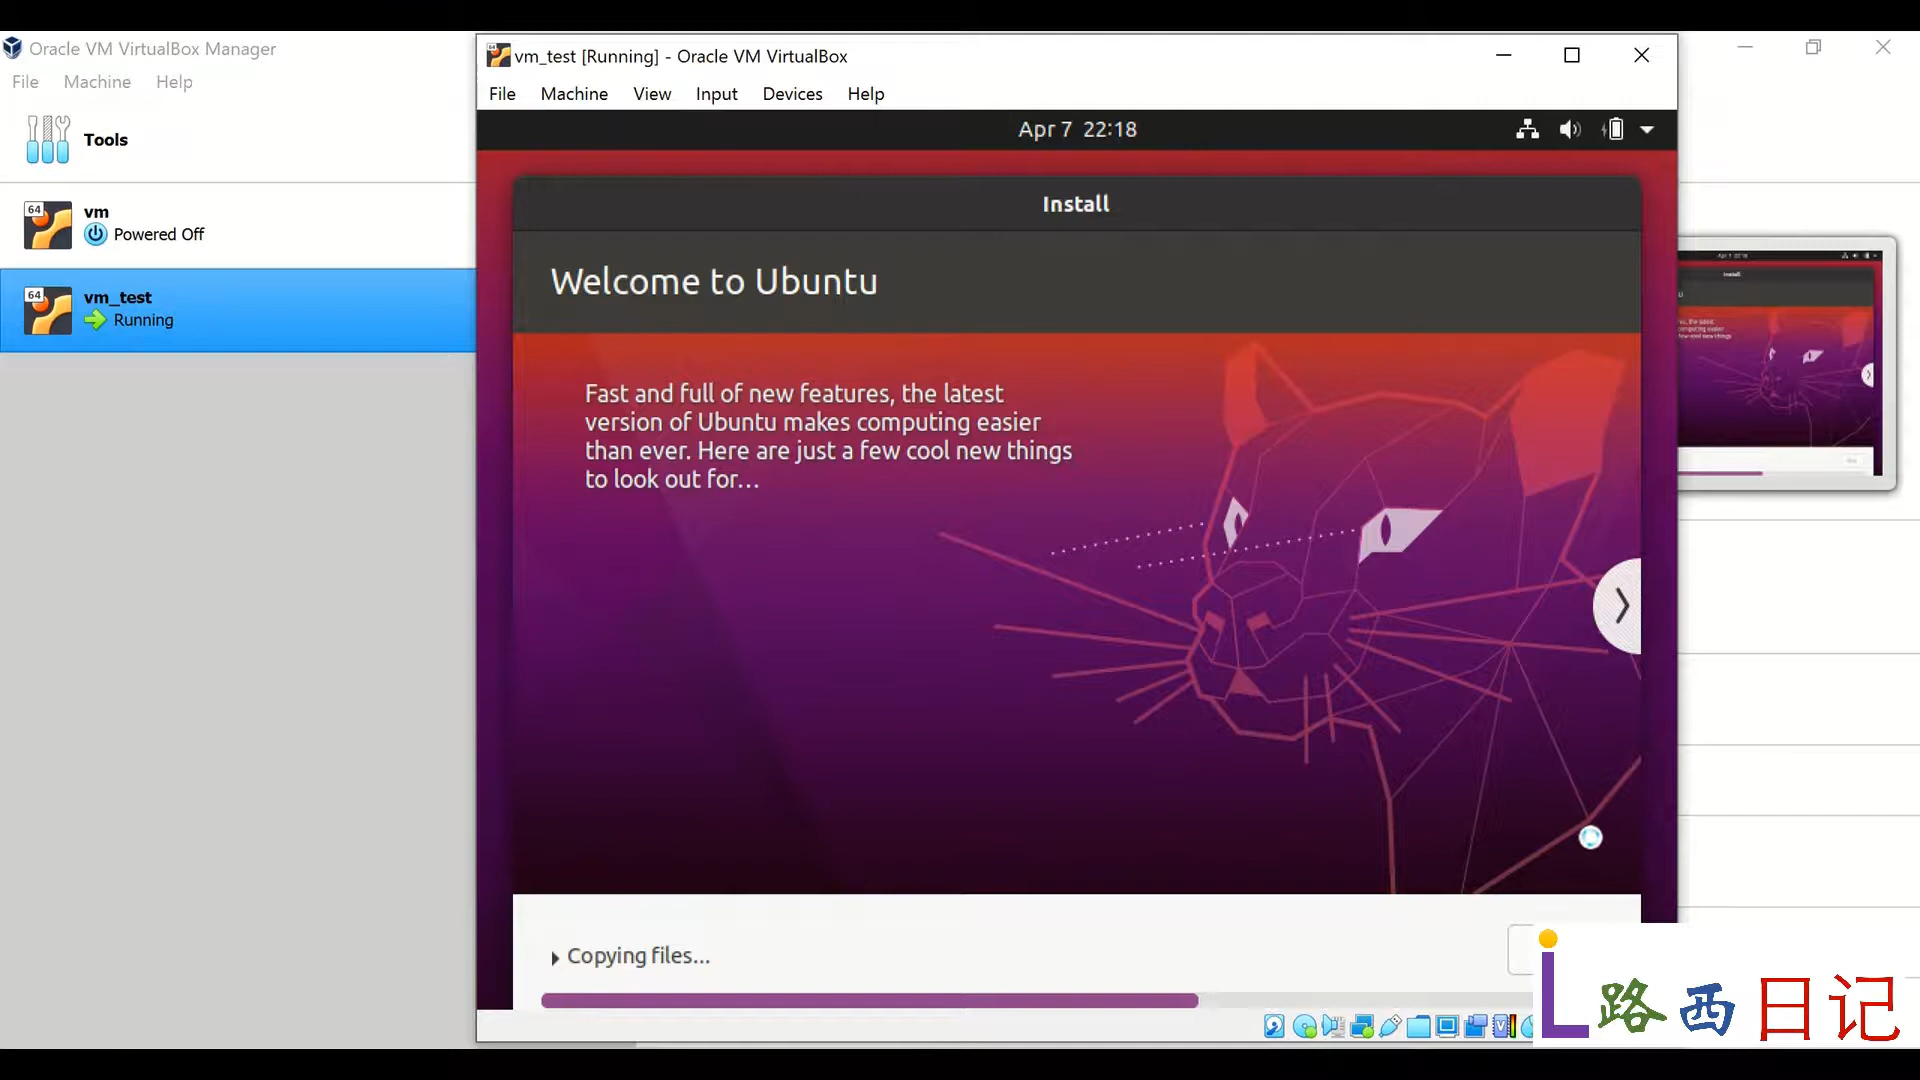 Oracle VM VirtualBox Manager
File Machine Help
Tools
64
vm
Powered Off
64
vm_test
Running
vm_test [Running] - Oracle VM VirtualBox
File Machine View Input Devices Help
Apr 7 22:18
Install
Welcome to Ubuntu
Fast and full of new features, the latest
version of Ubuntu makes computing easier
than ever. Here are just a few cool new things
to look out for...
Copying files...
L路西日记